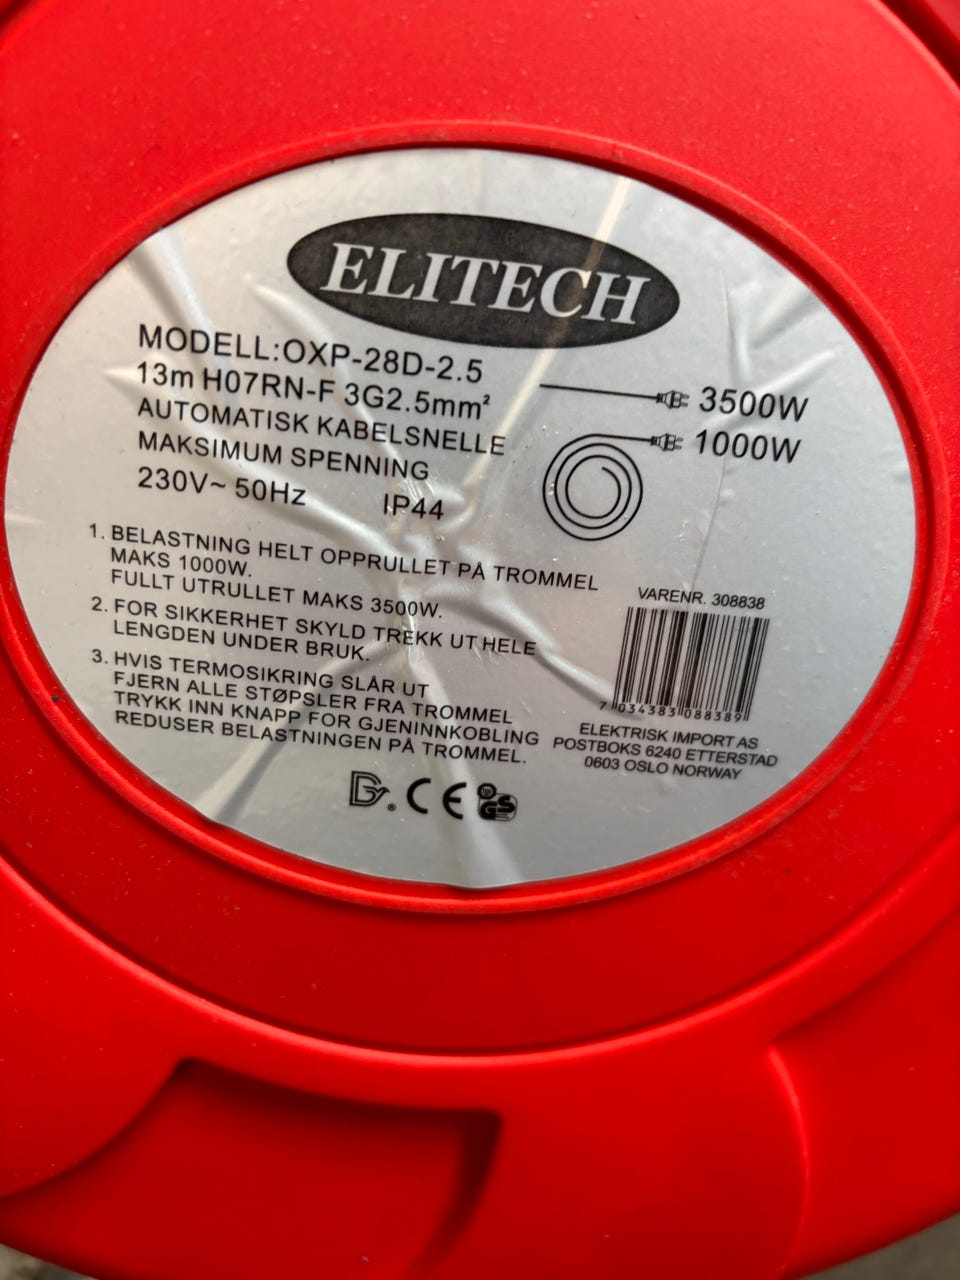 ELITECH
MODELL:OXP-28D-2.5
13m H07RN-F 3G2.5mm²
AUTOMATISK KABELSNELLE
MAKSIMUM SPENNING
230V~ 50Hz IP44
3500W
1000W
1. BELASTNING HELT OPPRULLET PÅ TROMMEL
MAKS 1000W.
FULLT UTRULLET MAKS 3500W.
2. FOR SIKKERHET SKYLD TREKK UT HELE
LENGDEN UNDER BRUK.
3. HVIS TERMOSIKRING SLÅR UT
FJERN ALLE STØPSLER FRA TROMMEL
TRYKK INN KNAPP FOR GJENINNKOBLING
REDUSER BELASTNINGEN PÅ TROMMEL.
VARENR. 308838
7 034383 088389
ELEKTRISK IMPORT AS
POSTBOKS 6240 ETTERSTAD
0603 OSLO NORWAY
CE
GS